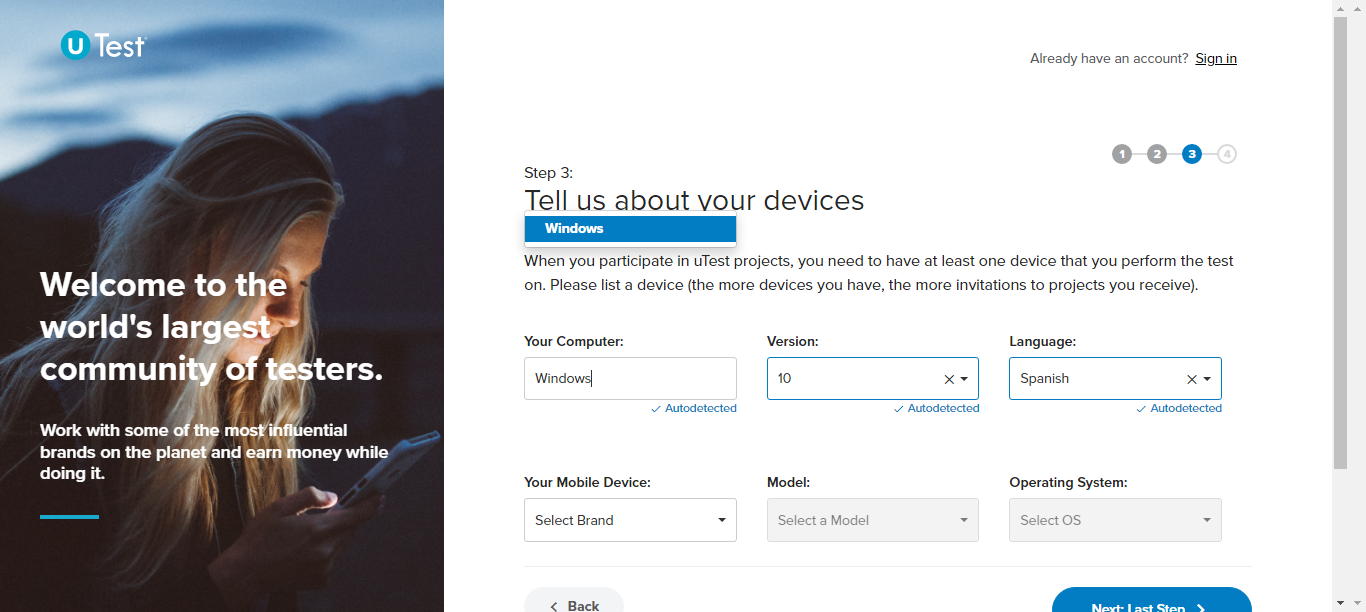 uTest
Already have an account? Sign in
1 2 3 4
Step 3:
Tell us about your devices
Windows
When you participate in uTest projects, you need to have at least one device that you perform the test
on. Please list a device (the more devices you have, the more invitations to projects you receive).
Welcome to the
world's largest
community of testers.
Work with some of the most influential
brands on the planet and earn money while
doing it.
Your Computer: Version: Language:
Windows 10 Spanish
Autodetected Autodetected Autodetected
Your Mobile Device: Model: Operating System:
Select Brand Select a Model Select OS
Back Next: Last Step